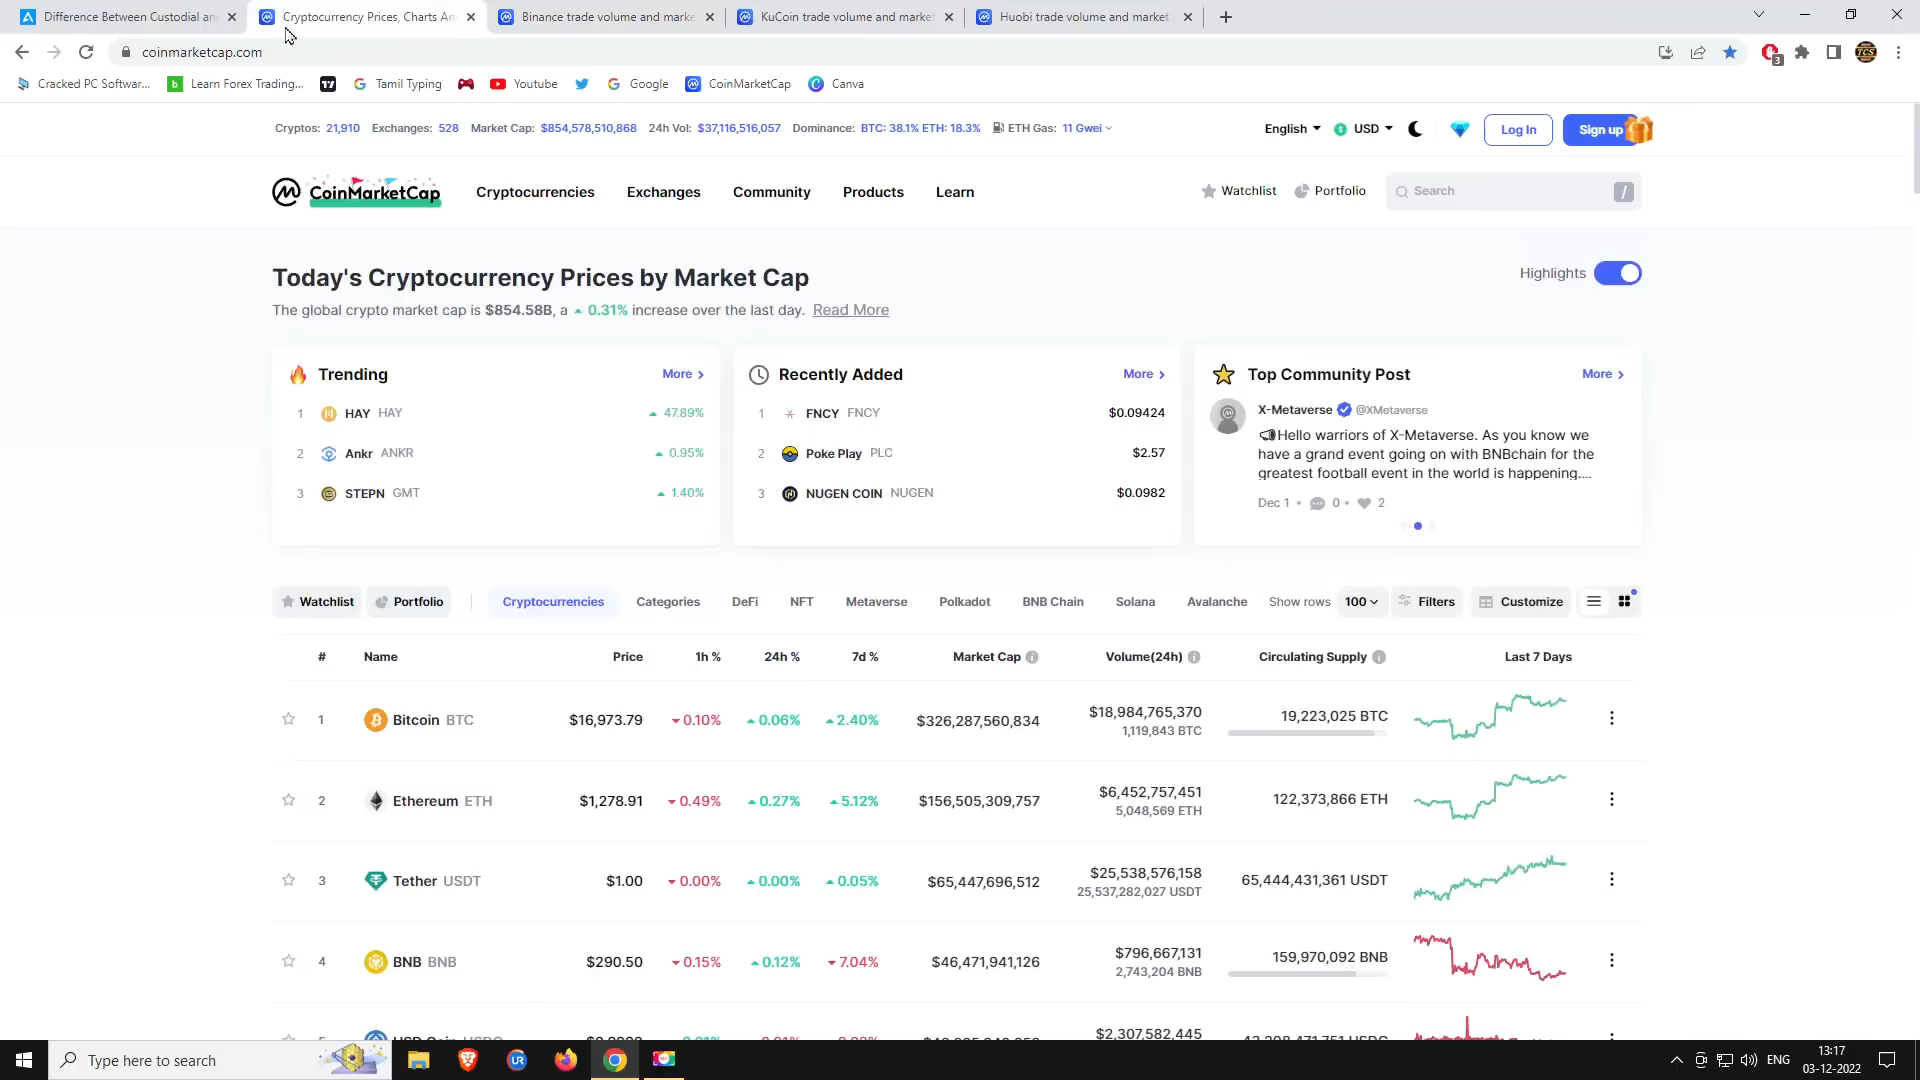 Difference Between Custodial an
Cryptocurrency Prices, Charts An
Binance trade volume and marke
KuCoin trade volume and market
Huobi trade volume and market
coinmarketcap.com
3
TCS
Cracked PC Softwar...
Learn Forex Trading...
Tamil Typing
Youtube
Google
CoinMarketCap
Canva
Cryptos: 21,910 Exchanges: 528 Market Cap: $854,578,510,868 24h Vol: $37,116,516,057 Dominance: BTC: 38.1% ETH: 18.3% ETH Gas: 11 Gwei
English USD Log In Sign up
CoinMarketCap Cryptocurrencies Exchanges Community Products Learn
Watchlist Portfolio Search /
Today's Cryptocurrency Prices by Market Cap
Highlights
The global crypto market cap is $854.58B, a 0.31% increase over the last day. Read More
Trending More
1 HAY HAY 47.89%
2 Ankr ANKR 0.95%
3 STEPN GMT 1.40%
Recently Added More
1 FNCY FNCY $0.09424
2 Poke Play PLC $2.57
3 NUGEN COIN NUGEN $0.0982
Top Community Post More
X-Metaverse @XMetaverse
Hello warriors of X-Metaverse. As you know we
have a grand event going on with BNBchain for the
greatest football event in the world is happening....
Dec 1 • 0 • 2
Watchlist Portfolio Cryptocurrencies Categories DeFi NFT Metaverse Polkadot BNB Chain Solana Avalanche Show rows 100 Filters Customize
# Name Price 1h % 24h % 7d % Market Cap Volume(24h) Circulating Supply Last 7 Days
1 Bitcoin BTC $16,973.79 0.10% 0.06% 2.40% $326,287,560,834 $18,984,765,370 19,223,025 BTC
1,119,843 BTC
2 Ethereum ETH $1,278.91 0.49% 0.27% 5.12% $156,505,309,757 $6,452,757,451 122,373,866 ETH
5,048,569 ETH
3 Tether USDT $1.00 0.00% 0.00% 0.05% $65,447,696,512 $25,538,576,158 65,444,431,361 USDT
25,537,282,027 USDT
4 BNB BNB $290.50 0.15% 0.12% 7.04% $46,471,941,126 $796,667,131 159,970,092 BNB
2,743,204 BNB
$2,307,582,445
Type here to search
UR
ENG
13:17
03-12-2022